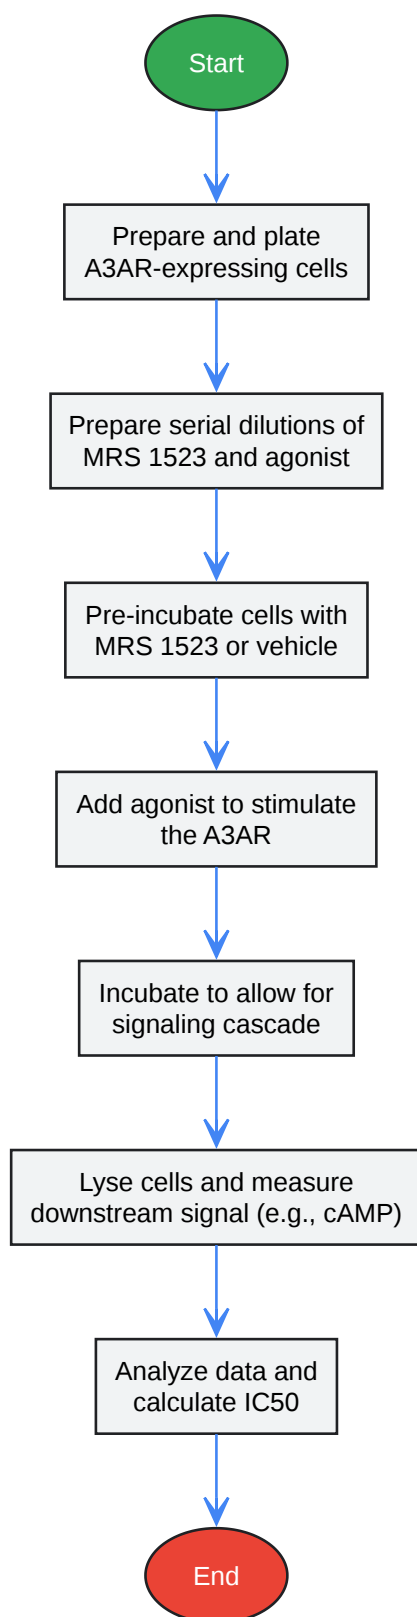 Start
Prepare and plate
A3AR-expressing cells
Prepare serial dilutions of
MRS 1523 and agonist
Pre-incubate cells with
MRS 1523 or vehicle
Add agonist to stimulate
the A3AR
Incubate to allow for
signaling cascade
Lyse cells and measure
downstream signal (e.g., cAMP)
Analyze data and
calculate IC50
End